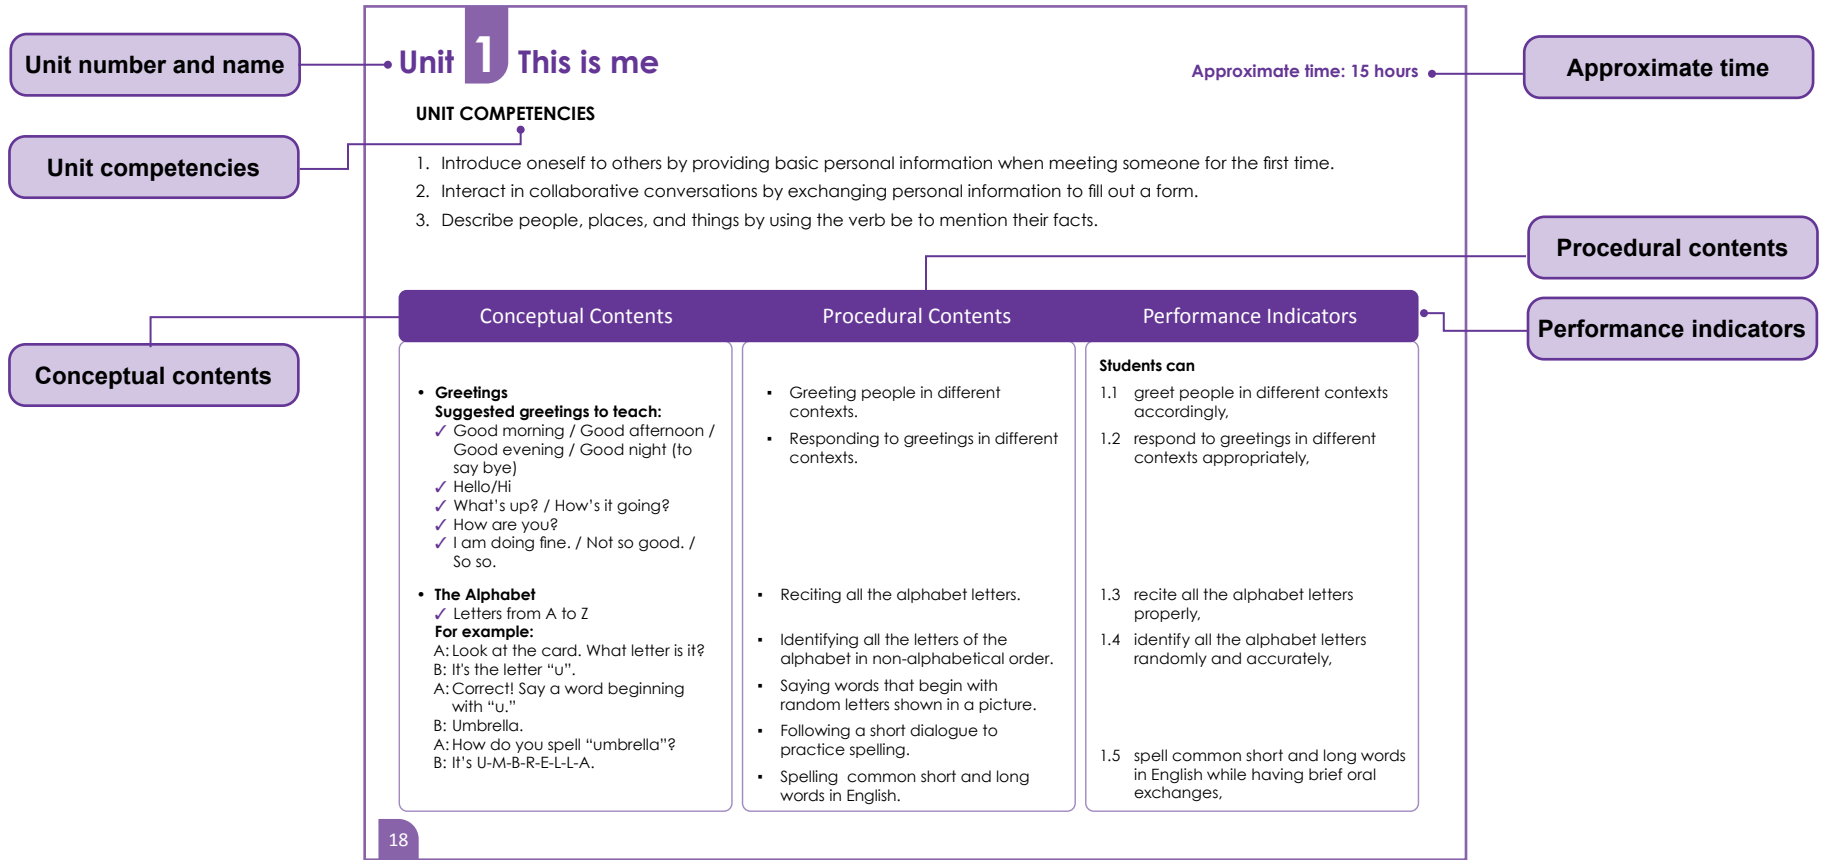 Unit number and name
Unit 1 This is me
Approximate time: 15 hours
Approximate time
UNIT COMPETENCIES
Unit competencies
1. Introduce oneself to others by providing basic personal information when meeting someone for the first time.
2. Interact in collaborative conversations by exchanging personal information to fill out a form.
3. Describe people, places, and things by using the verb be to mention their facts.
Procedural contents
Performance indicators
Conceptual contents
Conceptual Contents
• Greetings
Suggested greetings to teach:
✓ Good morning / Good afternoon /
Good evening / Good night (to
say bye)
✓ Hello/Hi
✓ What's up? / How's it going?
✓ How are you?
✓ I am doing fine. / Not so good. /
So so.
• The Alphabet
✓ Letters from A to Z
For example:
A: Look at the card. What letter is it?
B: It's the letter “u”.
A: Correct! Say a word beginning
with “u.”
B: Umbrella.
A: How do you spell “umbrella”?
B: It’s U-M-B-R-E-L-L-A.
Procedural Contents
▪ Greeting people in different
contexts.
▪ Responding to greetings in different
contexts.
▪ Reciting all the alphabet letters.
▪ Identifying all the letters of the
alphabet in non-alphabetical order.
▪ Saying words that begin with
random letters shown in a picture.
▪ Following a short dialogue to
practice spelling.
▪ Spelling common short and long
words in English.
Performance Indicators
Students can
1.1 greet people in different contexts
accordingly,
1.2 respond to greetings in different
contexts appropriately,
1.3 recite all the alphabet letters
properly,
1.4 identify all the alphabet letters
randomly and accurately,
1.5 spell common short and long words
in English while having brief oral
exchanges,
18